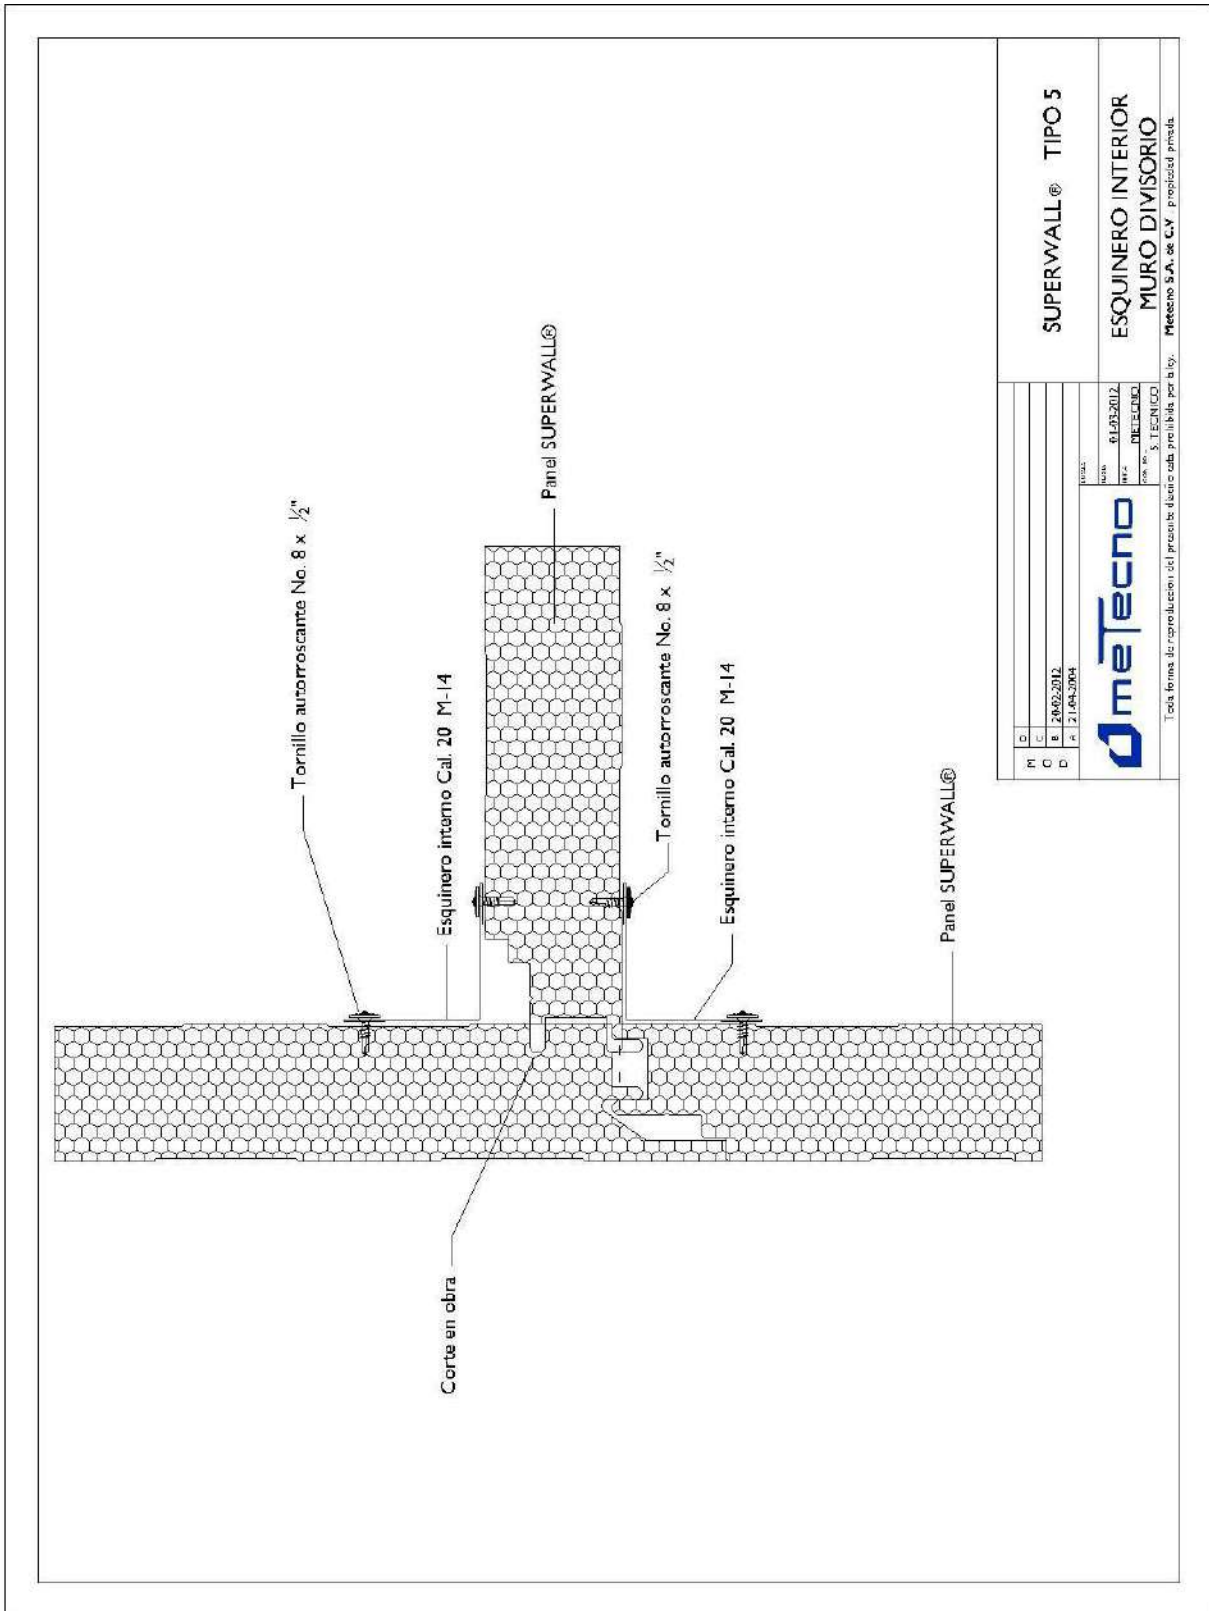 Tornillo autorroscante No. 8 x ½"
Esquinero interno Cal. 20 M-14
Panel SUPERWALL®
Tornillo autorroscante No. 8 x ½"
Esquinero interno Cal. 20 M-14
Panel SUPERWALL®
Corte en obra
M
O
D
D
C
B 20-02-2012
A 21-04-2004
SUPERWALL® TIPO 5
meTecno
01-03-2012
METECNO
S. TECNICO
ESQUINERO INTERIOR
MURO DIVISORIO
Toda forma de reproduccion del presente diseño esta prohibida por la ley. Metecno S.A. de C.V. propiedad privada